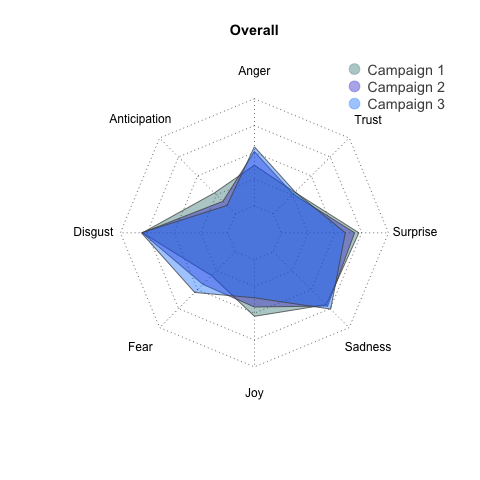 Overall
Anger
Campaign 1
Campaign 2
Campaign 3
Anticipation
Trust
Disgust
Surprise
Fear
Sadness
Joy